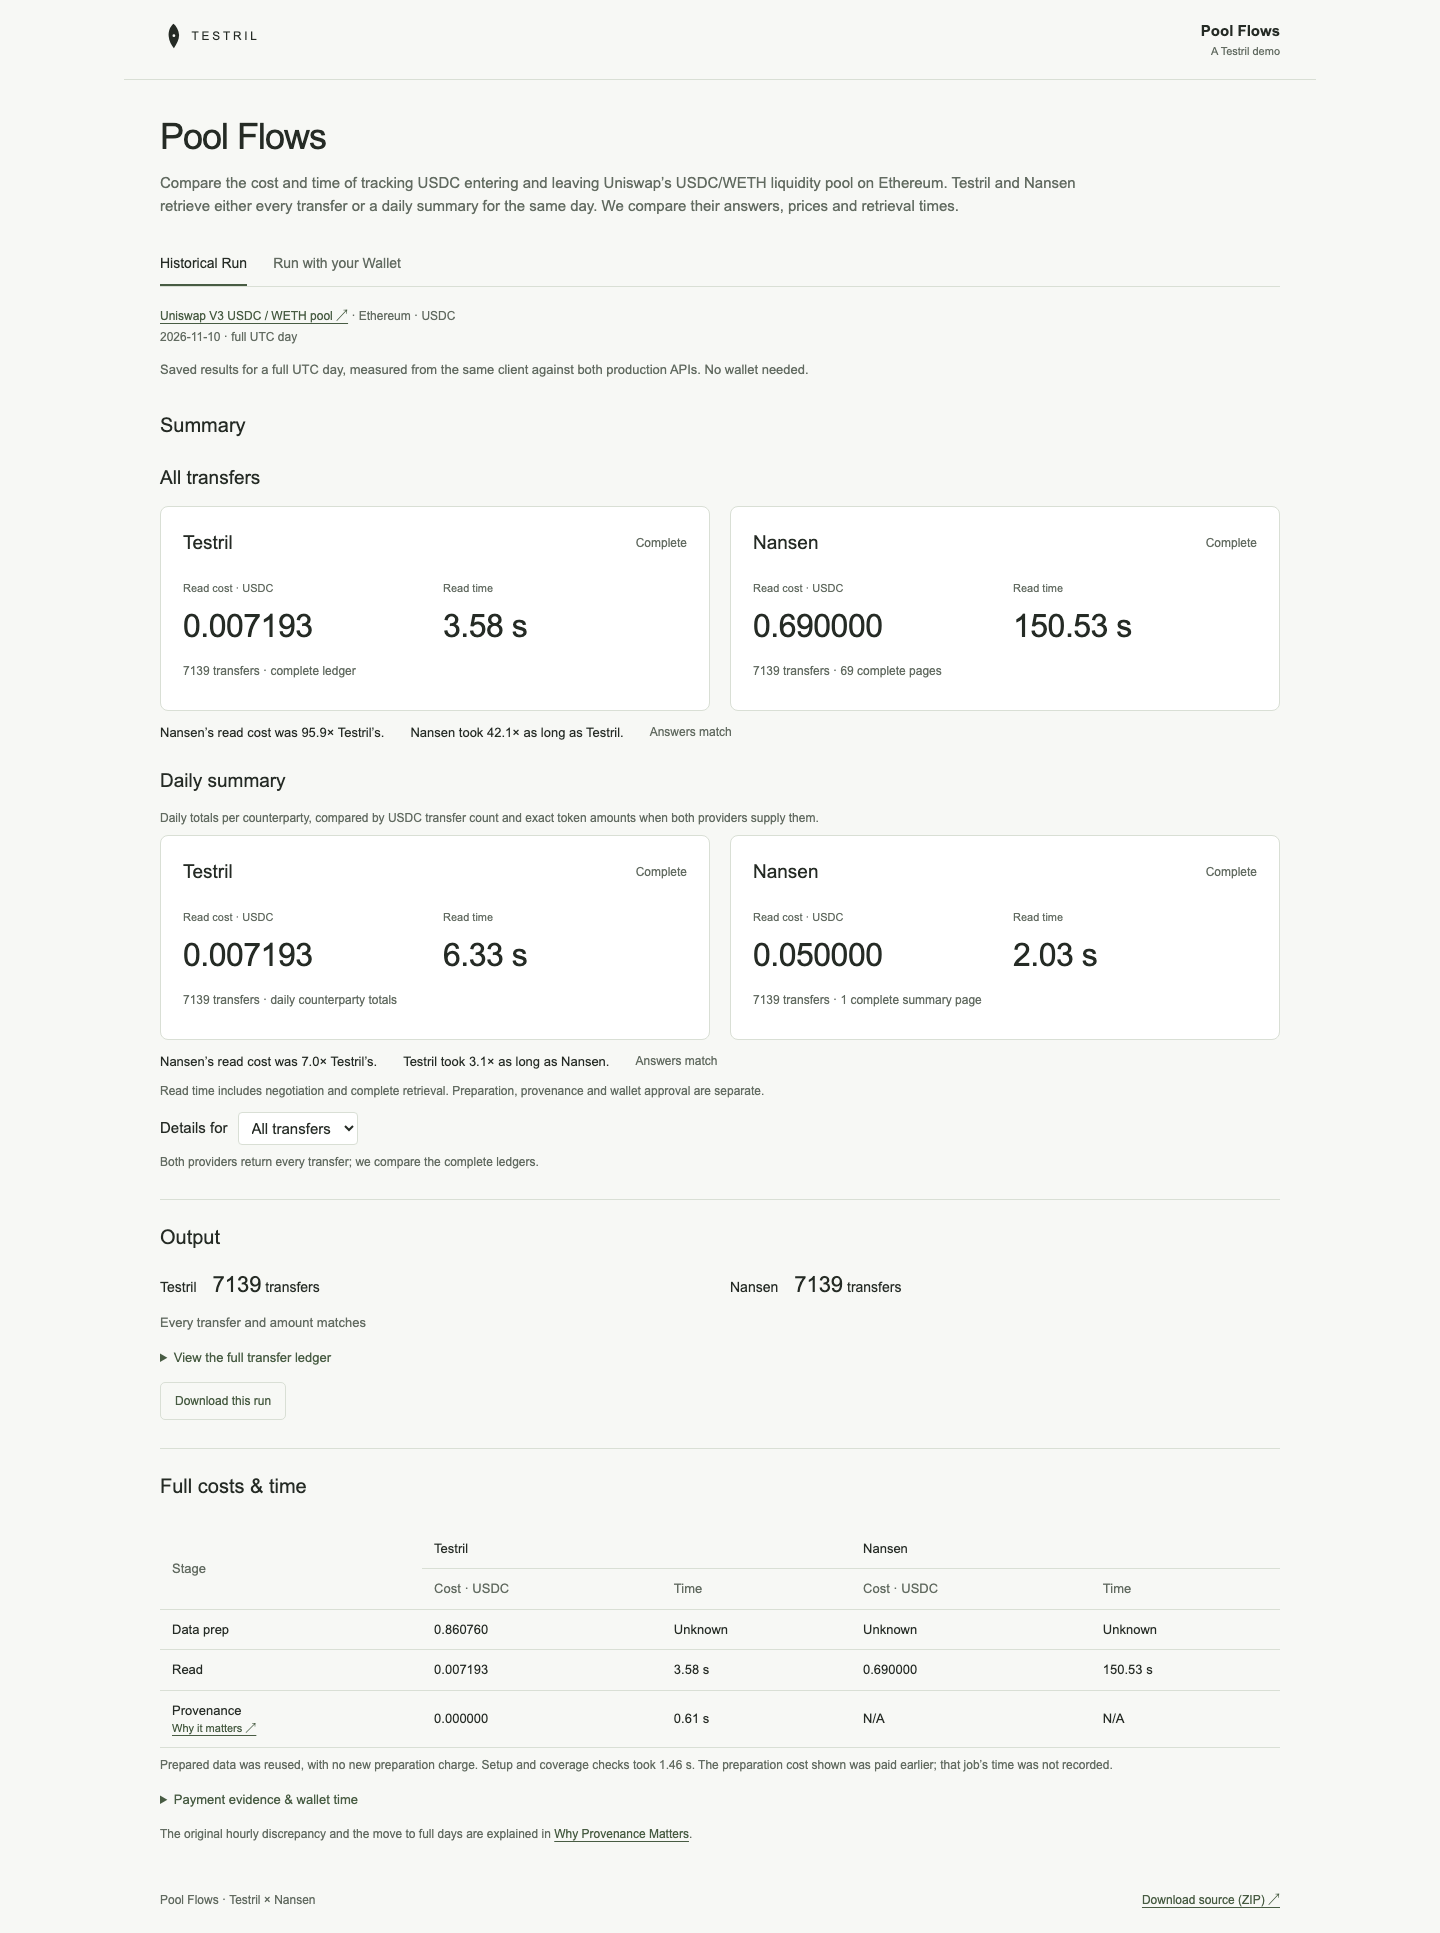 TESTRIL
Pool Flows
A Testril demo
Pool Flows
Compare the cost and time of tracking USDC entering and leaving Uniswap’s USDC/WETH liquidity pool on Ethereum. Testril and Nansen
retrieve either every transfer or a daily summary for the same day. We compare their answers, prices and retrieval times.
Historical Run Run with your Wallet
Uniswap V3 USDC / WETH pool ↗ · Ethereum · USDC
2026-11-10 · full UTC day
Saved results for a full UTC day, measured from the same client against both production APIs. No wallet needed.
Summary
All transfers
Testril Complete
Read cost · USDC Read time
0.007193 3.58 s
7139 transfers · complete ledger
Nansen Complete
Read cost · USDC Read time
0.690000 150.53 s
7139 transfers · 69 complete pages
Nansen’s read cost was 95.9× Testril’s. Nansen took 42.1× as long as Testril. Answers match
Daily summary
Daily totals per counterparty, compared by USDC transfer count and exact token amounts when both providers supply them.
Testril Complete
Read cost · USDC Read time
0.007193 6.33 s
7139 transfers · daily counterparty totals
Nansen Complete
Read cost · USDC Read time
0.050000 2.03 s
7139 transfers · 1 complete summary page
Nansen’s read cost was 7.0× Testril’s. Testril took 3.1× as long as Nansen. Answers match
Read time includes negotiation and complete retrieval. Preparation, provenance and wallet approval are separate.
Details for All transfers
Both providers return every transfer; we compare the complete ledgers.
Output
Testril 7139 transfers Nansen 7139 transfers
Every transfer and amount matches
▶ View the full transfer ledger
Download this run
Full costs & time
Stage Testril Nansen
Cost · USDC Time Cost · USDC Time
Data prep 0.860760 Unknown Unknown Unknown
Read 0.007193 3.58 s 0.690000 150.53 s
Provenance 0.000000 0.61 s N/A N/A
Why it matters ↗
Prepared data was reused, with no new preparation charge. Setup and coverage checks took 1.46 s. The preparation cost shown was paid earlier; that job’s time was not recorded.
▶ Payment evidence & wallet time
The original hourly discrepancy and the move to full days are explained in Why Provenance Matters.
Pool Flows · Testril × Nansen Download source (ZIP) ↗